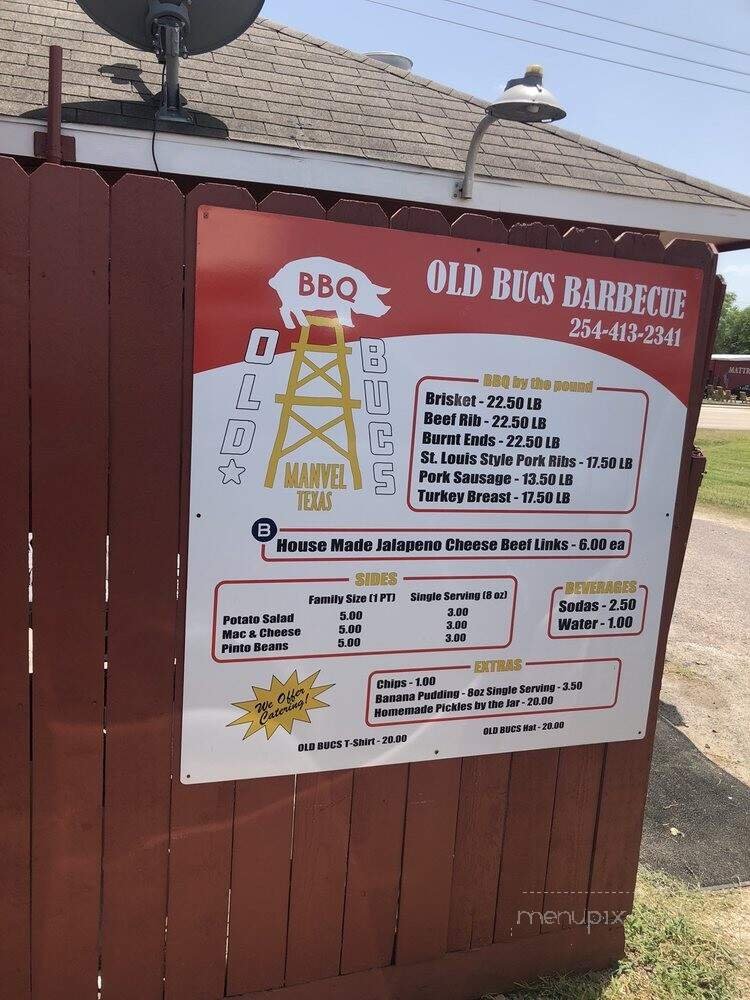 BBQ
OLD
BUCS
MANVEL
TEXAS
OLD BUCS BARBECUE
254-413-2341
BBQ by the pound
Brisket - 22.50 LB
Beef Rib - 22.50 LB
Burnt Ends - 22.50 LB
St. Louis Style Pork Ribs - 17.50 LB
Pork Sausage - 13.50 LB
Turkey Breast - 17.50 LB
B
House Made Jalapeno Cheese Beef Links - 6.00 ea
SIDES
Family Size (1 PT) Single Serving (8 oz)
Potato Salad 5.00 3.00
Mac & Cheese 5.00 3.00
Pinto Beans 5.00 3.00
BEVERAGES
Sodas - 2.50
Water - 1.00
EXTRAS
Chips - 1.00
Banana Pudding - 8oz Single Serving - 3.50
Homemade Pickles by the Jar - 20.00
We Offer
Catering!
OLD BUCS T-Shirt - 20.00
OLD BUCS Hat - 20.00
menupix